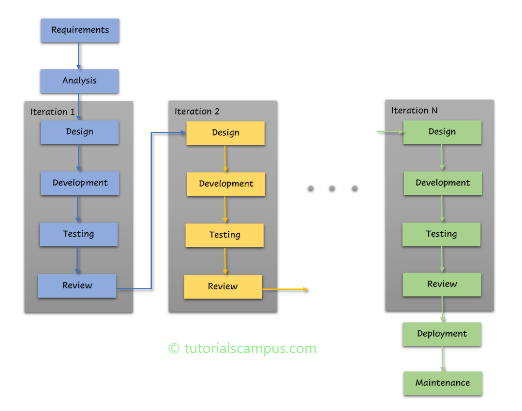 Requirements
Analysis
Iteration 1
Design
Development
Testing
Review
Iteration 2
Design
Development
Testing
Review
Iteration N
Design
Development
Testing
Review
Deployment
Maintenance
© tutorialscampus.com